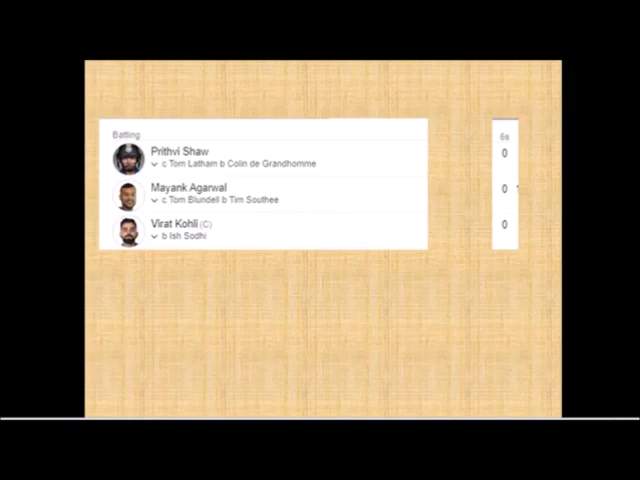 Batting 6s
Prithvi Shaw 0
c Tom Latham b Colin de Grandhomme
Mayank Agarwal 0
c Tom Blundell b Tim Southee
Virat Kohli (C) 0
b Ish Sodhi